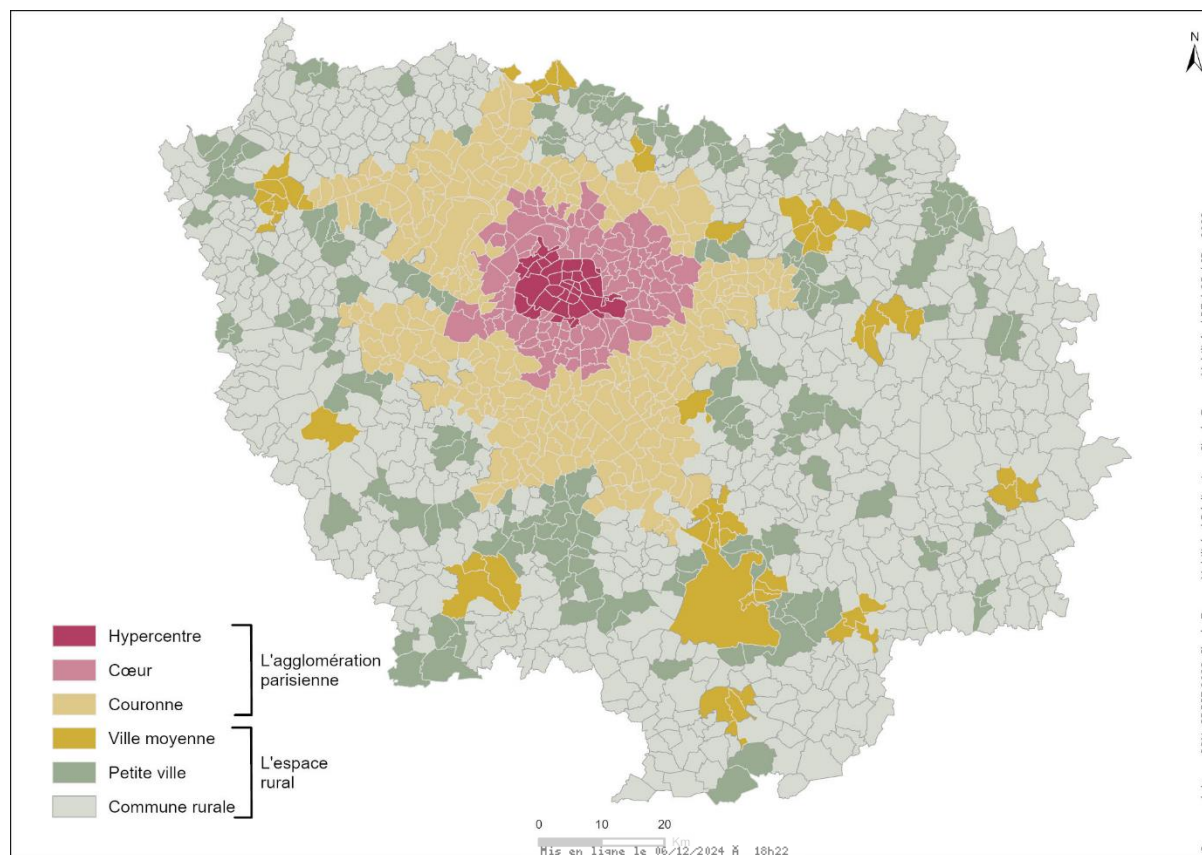 N
Hypercentre
Cœur
Couronne
L'agglomération
parisienne
Ville moyenne
Petite ville
Commune rurale
L'espace
rural
0 10 20
Km
Mis en ligne le 06/12/2024 À 18h22